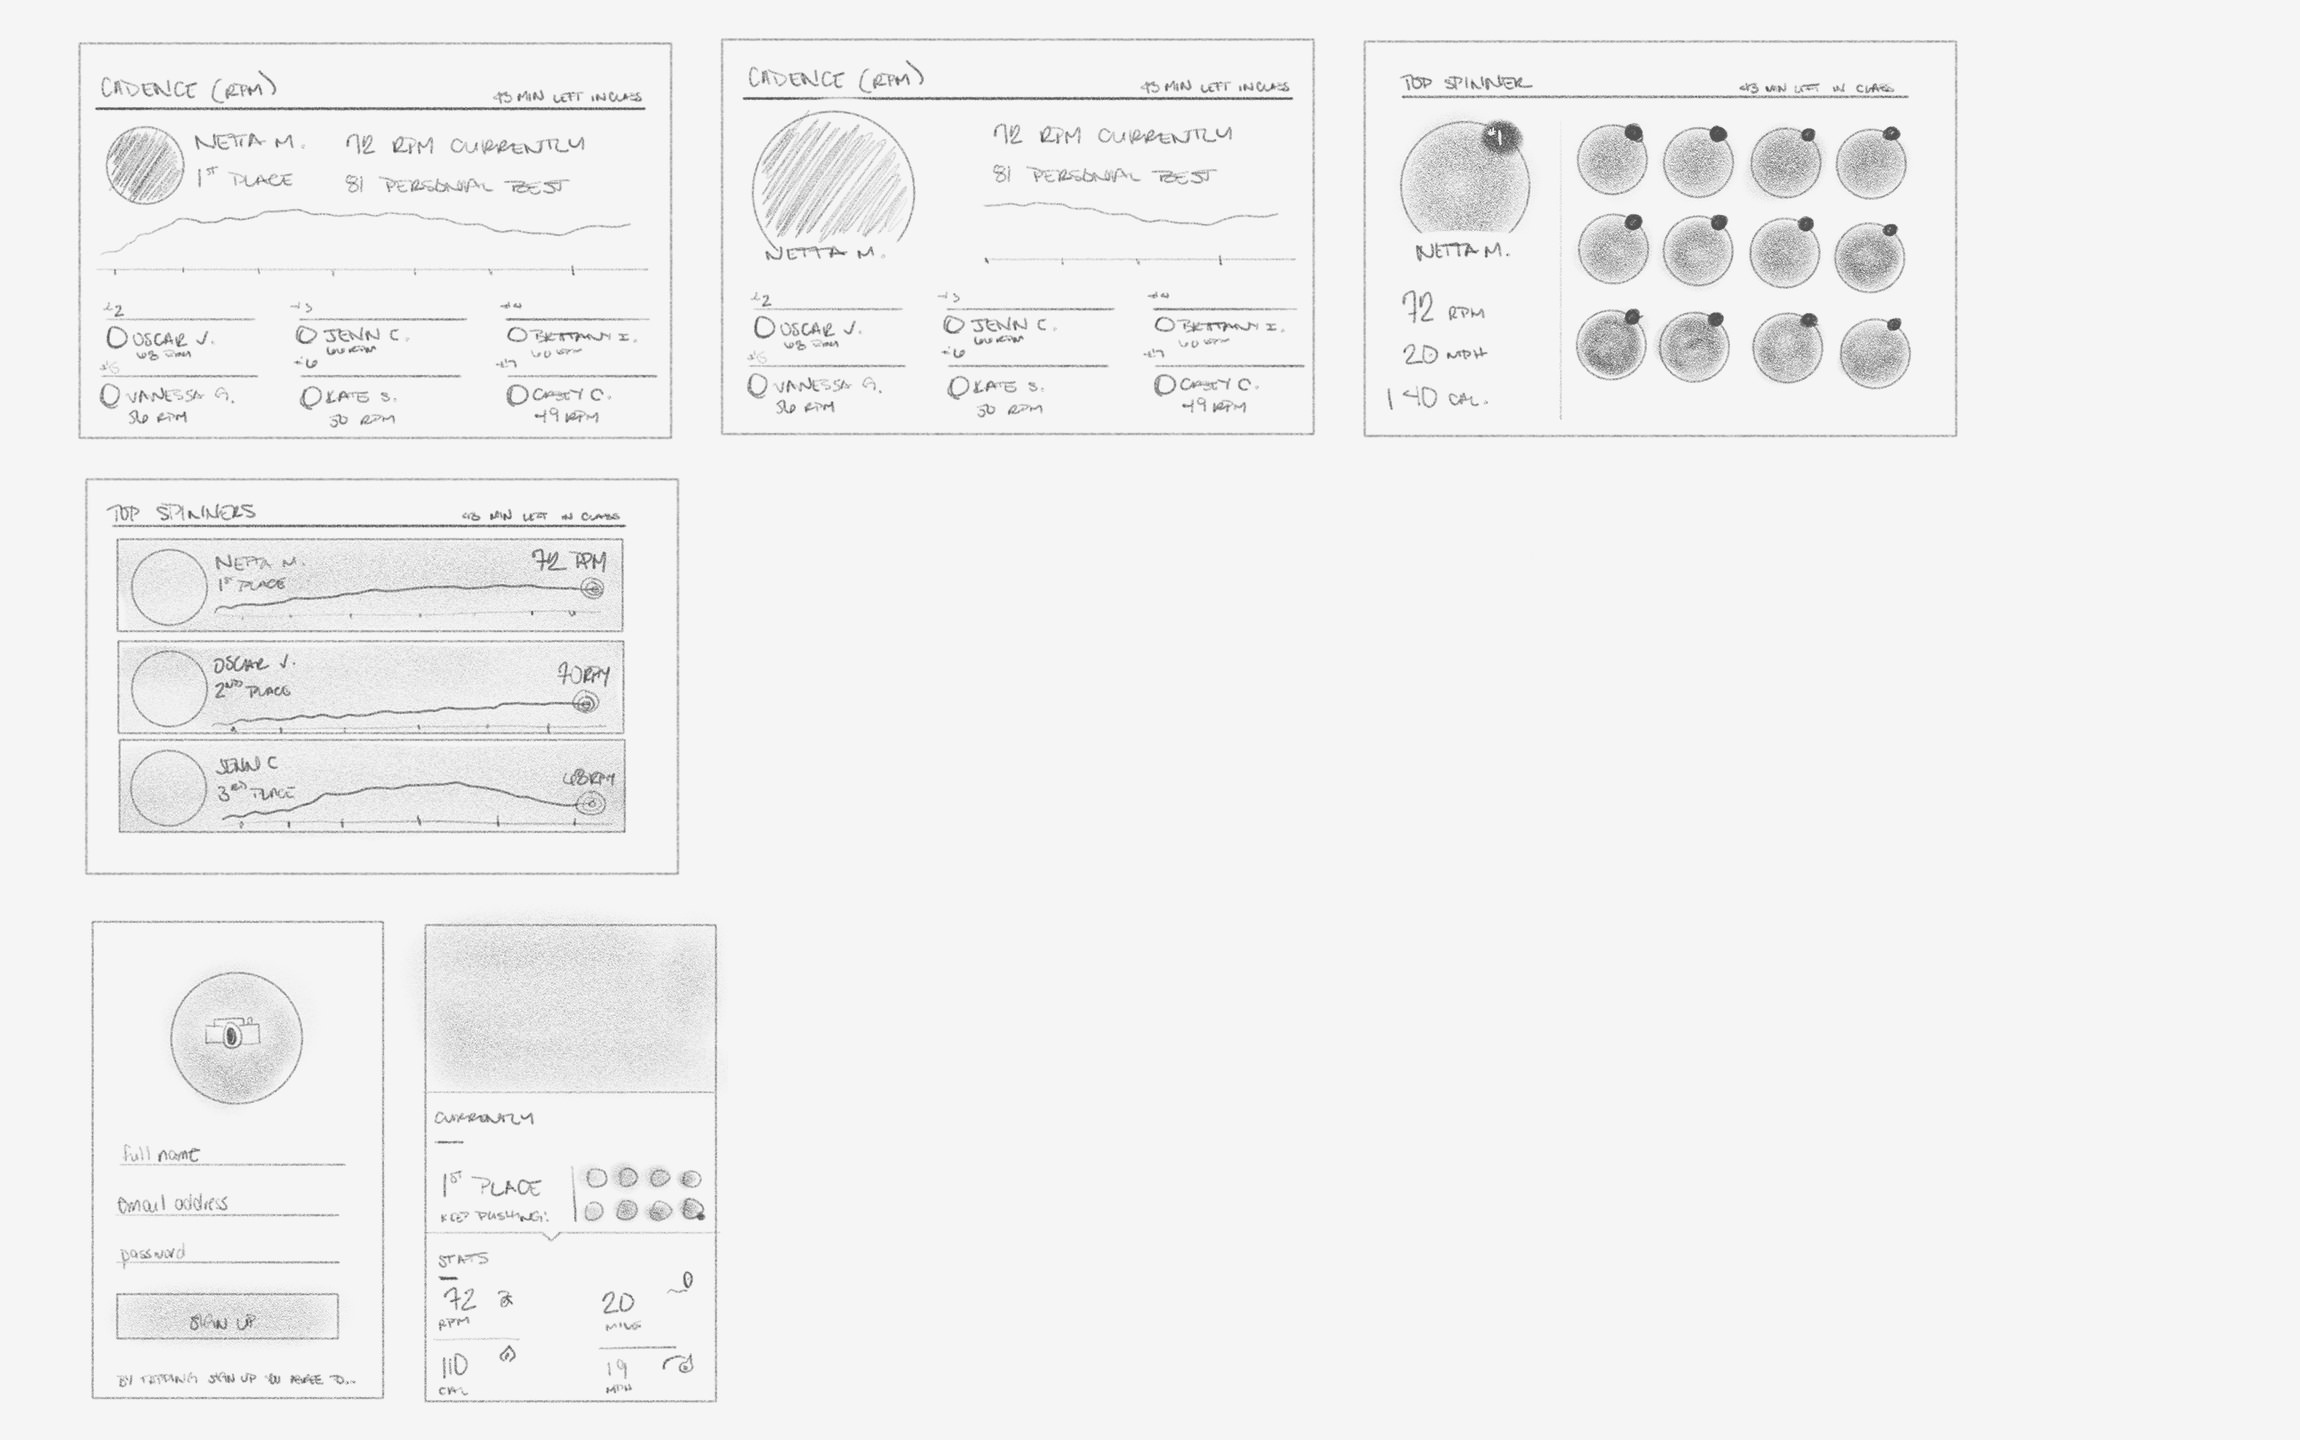 CADENCE (RPM)
43 MIN LEFT IN CLASS
NETTA M.
1ST PLACE
72 RPM CURRENTLY
81 PERSONAL BEST
#2
OSCAR V.
68 RPM
#3
JENN C.
#4
BRITTANY I.
60 RPM
#5
VANESSA G.
56 RPM
#6
KATE S.
50 RPM
#7
CASEY C.
49 RPM
CADENCE (RPM)
43 MIN LEFT IN CLASS
72 RPM CURRENTLY
81 PERSONAL BEST
NETTA M.
#2
OSCAR V.
68 RPM
#3
JENN C.
#4
BRITTANY I.
60 RPM
#5
VANESSA G.
56 RPM
#6
KATE S.
50 RPM
#7
CASEY C.
49 RPM
TOP SPINNER
43 MIN LEFT IN CLASS
#1
NETTA M.
72 RPM
20 MPH
140 CAL.
TOP SPINNERS
43 MIN LEFT IN CLASS
NETTA M.
1ST PLACE
72 RPM
OSCAR V.
2ND PLACE
70 RPM
JENN C
3RD PLACE
68 RPM
full name
email address
password
SIGN UP
BY TAPPING SIGN UP YOU AGREE TO...
CURRENTLY
1ST PLACE
KEEP PUSHING!
STATS
72
RPM
20
MILES
110
CAL
19
MPH